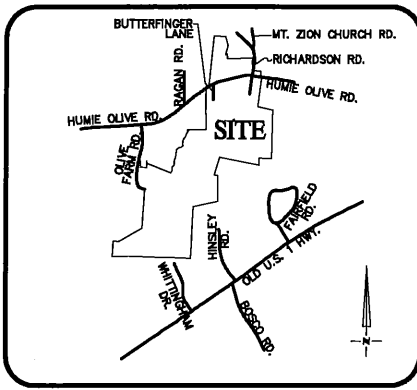 BUTTERFINGER
LANE
MT. ZION CHURCH RD.
RICHARDSON RD.
RAGAN RD.
HUMIE OLIVE RD.
HUMIE OLIVE RD.
SITE
OLIVE
FARM RD.
FAIRFIELD
RD.
HINSLEY
RD.
OLD U.S. 1 HWY.
WHITTINGHAM
DR.
BOSCO RD.
N